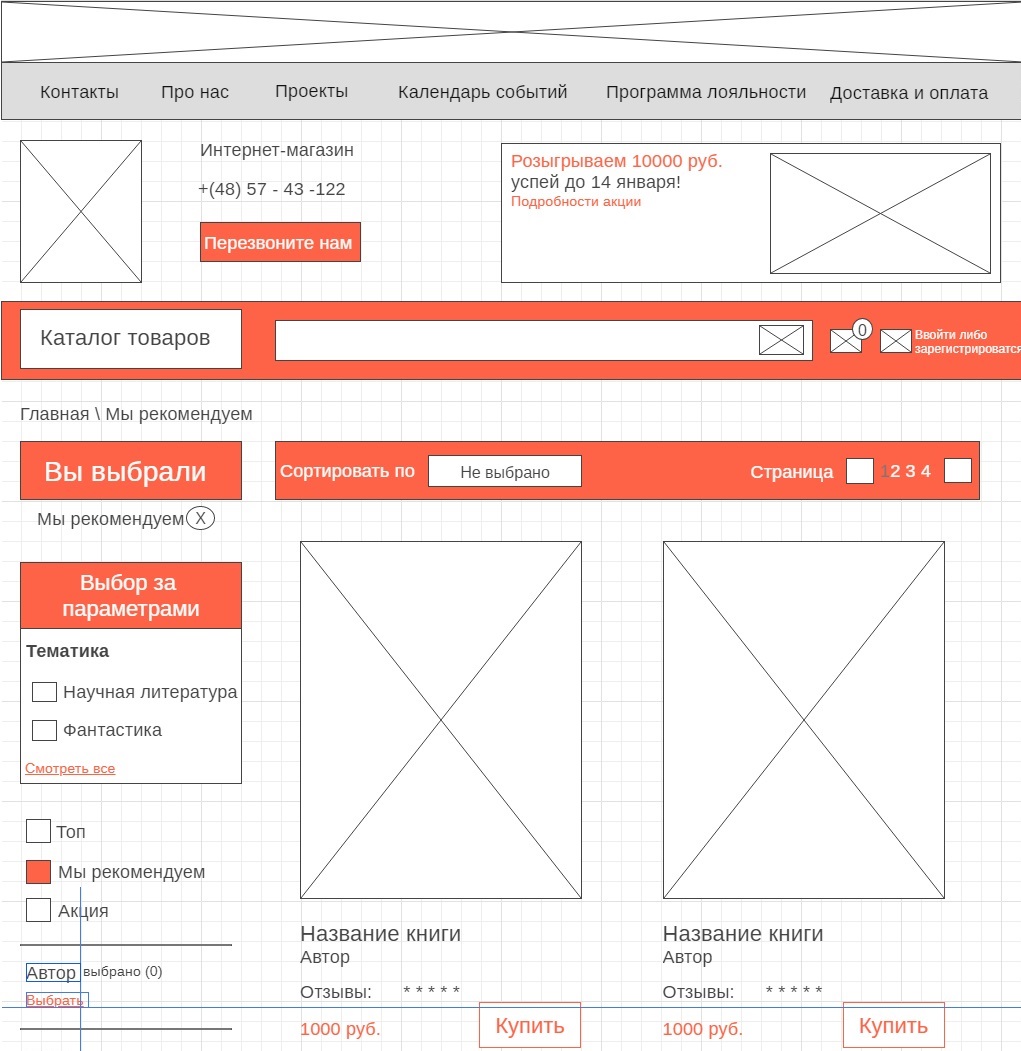 Контакты
Про нас
Проекты
Календарь событий
Программа лояльности
Доставка и оплата
Интернет-магазин
+(48) 57 - 43 -122
Перезвоните нам
Розыгрываем 10000 руб.
успей до 14 января!
Подробности акции
Каталог товаров
0
Ввойти либо
зарегистрироватся
Главная \ Мы рекомендуем
Вы выбрали
Сортировать по
Не выбрано
Страница
12 3 4
Мы рекомендуем
X
Выбор за
параметрами
Тематика
Научная литература
Фантастика
Смотреть все
Топ
Мы рекомендуем
Акция
Автор
выбрано (0)
Выбрать
Название книги
Автор
Отзывы: * * * * *
1000 руб.
Купить
Название книги
Автор
Отзывы: * * * * *
1000 руб.
Купить